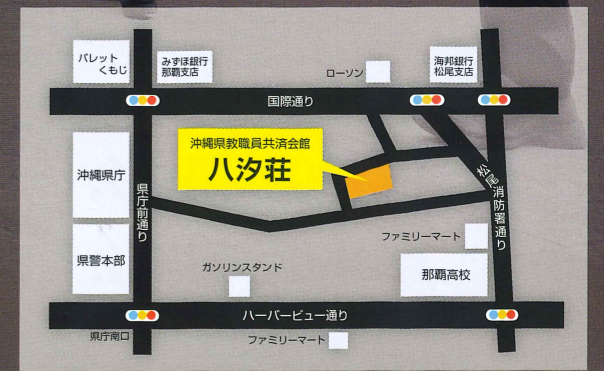 パレット
くもじ
みずほ銀行
那覇支店
ローソン
海邦銀行
松尾支店
国際通り
沖縄県教職員共済会館
八汐荘
沖縄県庁
県庁前通り
松尾
消防署通り
ファミリーマート
県警本部
ガソリンスタンド
那覇高校
ハーバービュー通り
県庁南口
ファミリーマート